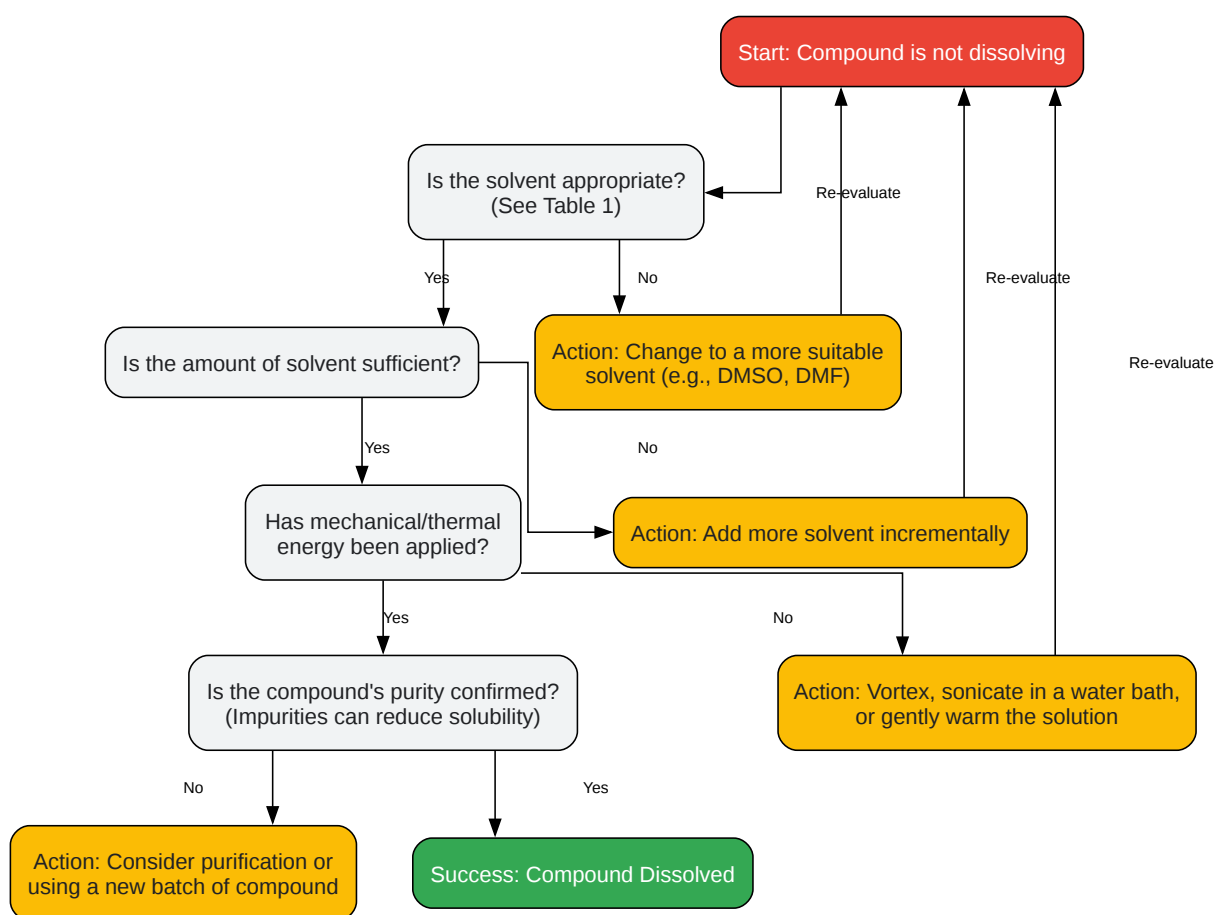 Start: Compound is not dissolving
Is the solvent appropriate?
(See Table 1)
Re-evaluate
Yes
No
Re-evaluate
Is the amount of solvent sufficient?
Action: Change to a more suitable
solvent (e.g., DMSO, DMF)
Re-evaluate
Yes
No
Has mechanical/thermal
energy been applied?
Action: Add more solvent incrementally
Yes
No
Is the compound's purity confirmed?
(Impurities can reduce solubility)
Action: Vortex, sonicate in a water bath,
or gently warm the solution
No
Yes
Action: Consider purification or
using a new batch of compound
Success: Compound Dissolved